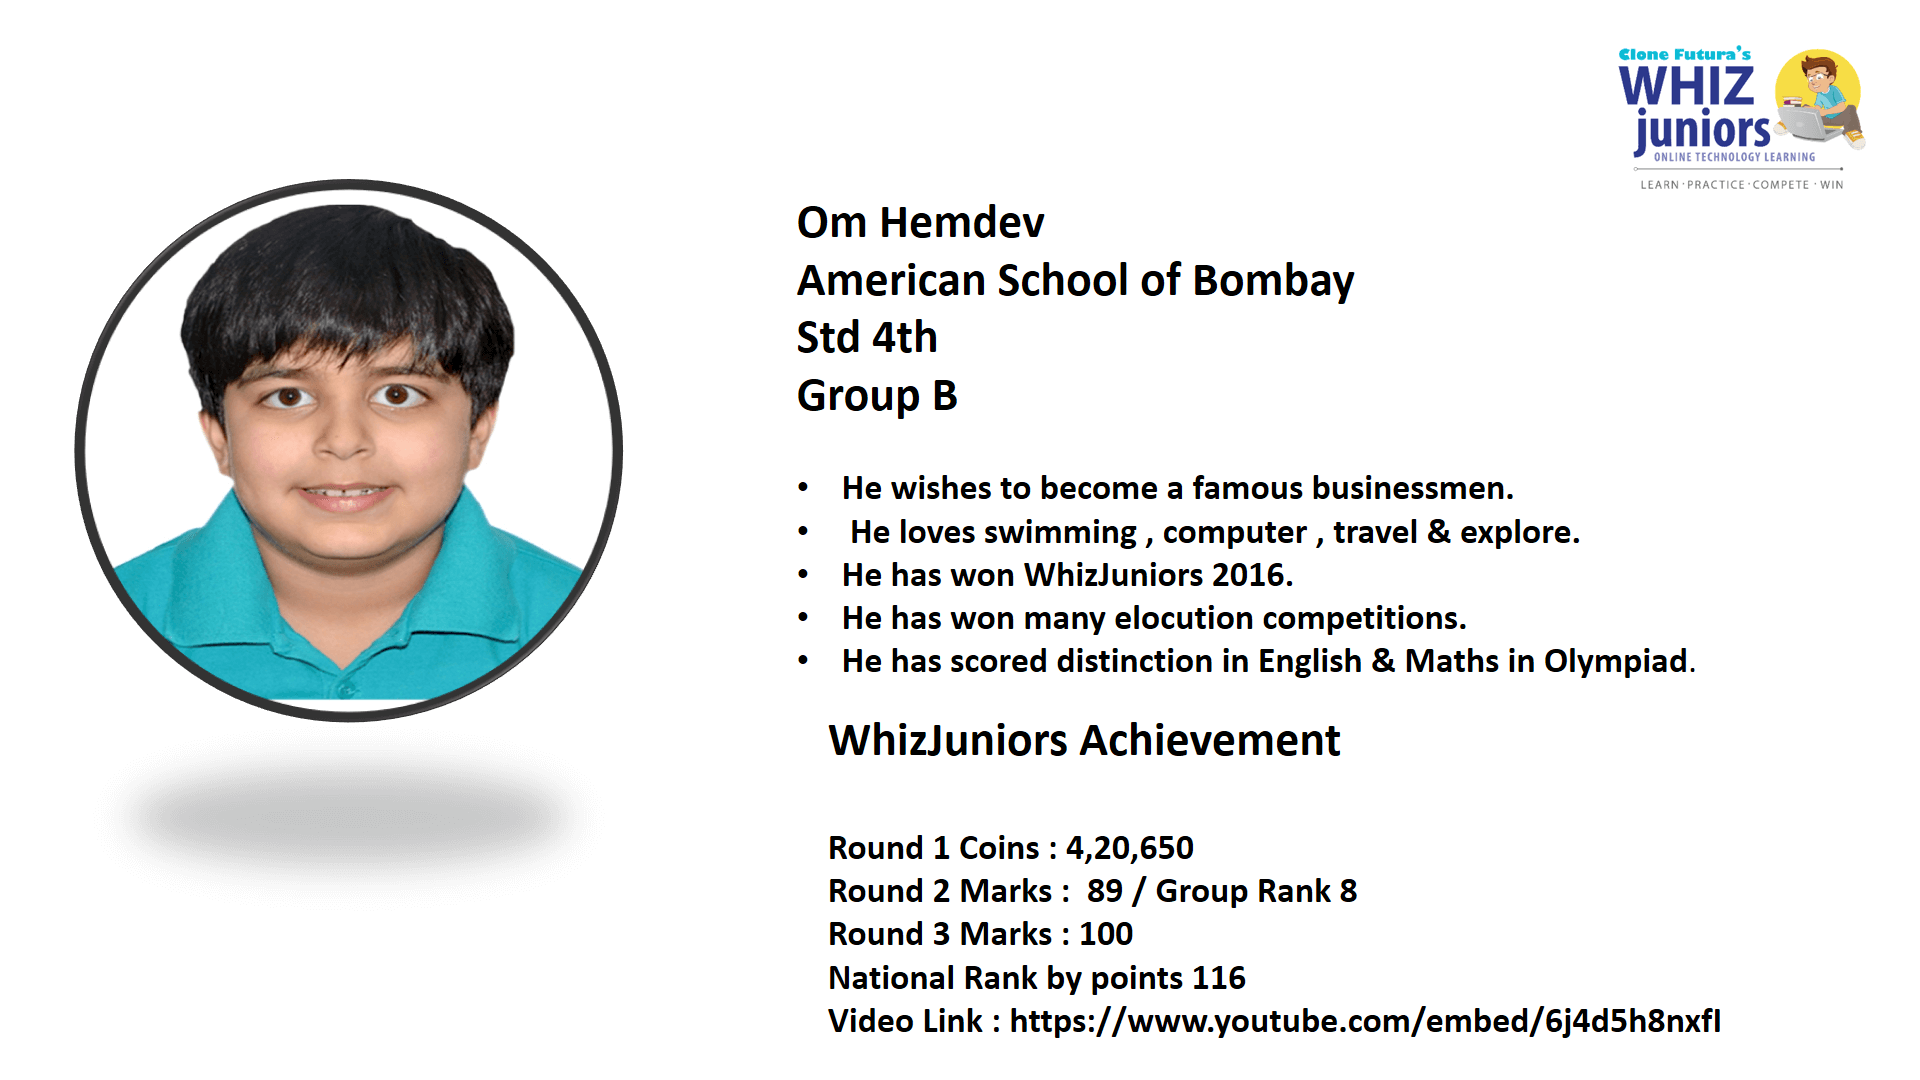 Clone Futura's
WHIZ
juniors
ONLINE TECHNOLOGY LEARNING
LEARN · PRACTICE · COMPETE · WIN
Om Hemdev
American School of Bombay
Std 4th
Group B
• He wishes to become a famous businessmen.
• He loves swimming , computer , travel & explore.
• He has won WhizJuniors 2016.
• He has won many elocution competitions.
• He has scored distinction in English & Maths in Olympiad.
WhizJuniors Achievement
Round 1 Coins : 4,20,650
Round 2 Marks : 89 / Group Rank 8
Round 3 Marks : 100
National Rank by points 116
Video Link : https://www.youtube.com/embed/6j4d5h8nxfI